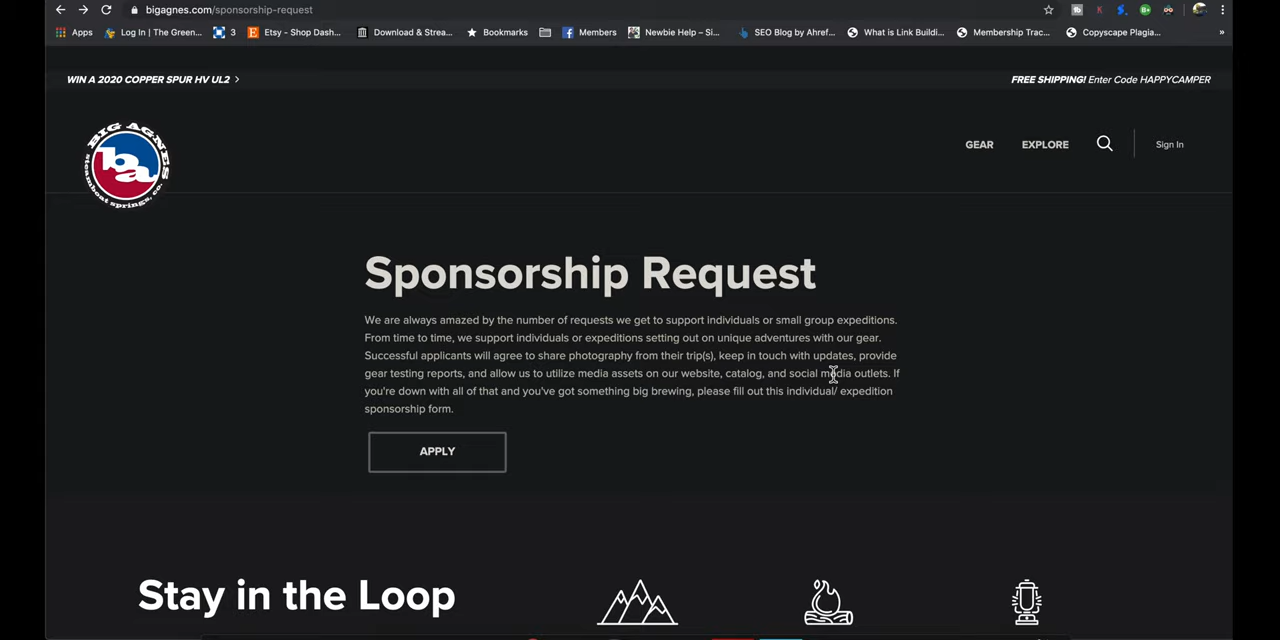 bigagnes.com/sponsorship-request
Apps Log In | The Green... 3 Etsy - Shop Dash... Download & Strea... Bookmarks Members Newbie Help – Si... SEO Blog by Ahref... What is Link Buildi... Membership Trac... Copyscape Plagia... »
WIN A 2020 COPPER SPUR HV UL2 >
FREE SHIPPING! Enter Code HAPPYCAMPER
BIG AGNES
ba
steamboat springs, co.
GEAR EXPLORE Sign In
Sponsorship Request
We are always amazed by the number of requests we get to support individuals or small group expeditions.
From time to time, we support individuals or expeditions setting out on unique adventures with our gear.
Successful applicants will agree to share photography from their trip(s), keep in touch with updates, provide
gear testing reports, and allow us to utilize media assets on our website, catalog, and social media outlets. If
you're down with all of that and you've got something big brewing, please fill out this individual/ expedition
sponsorship form.
APPLY
Stay in the Loop